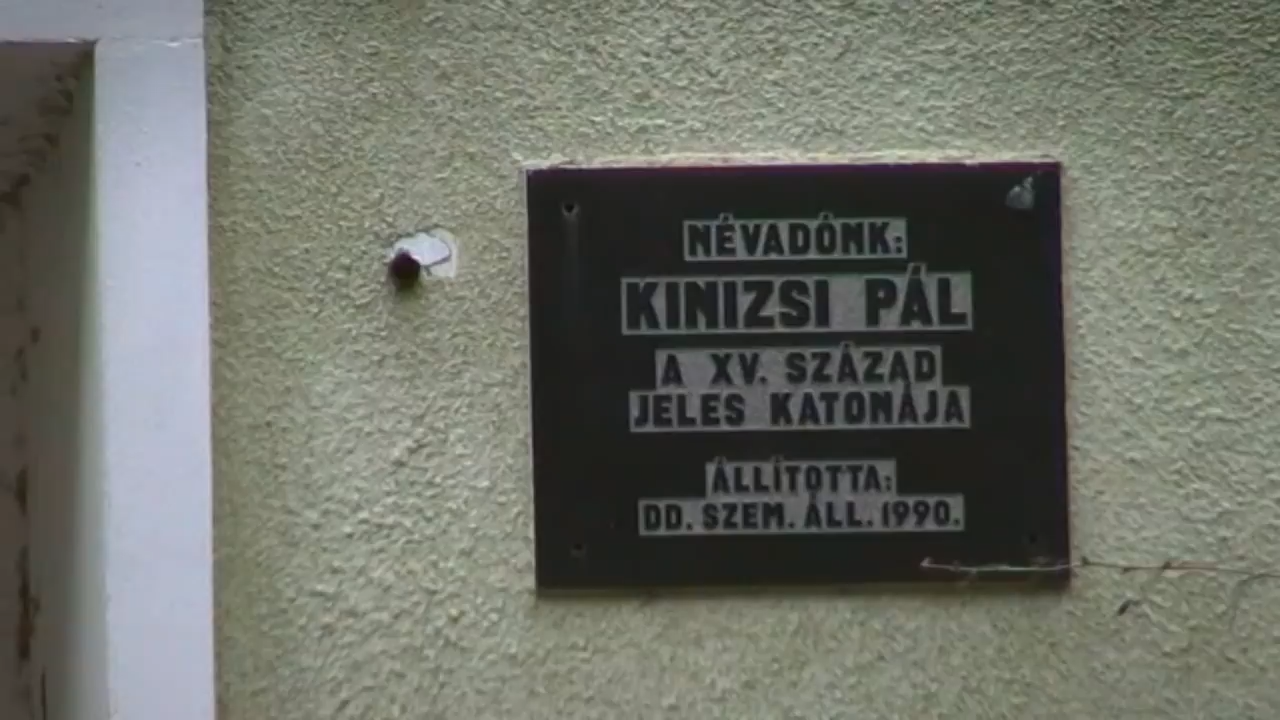 NÉVADÓNK:
KINIZSI PÁL
A XV. SZÁZAD
JELES KATONÁJA
ÁLLÍTOTTA:
DD. SZEM. ÁLL. 1990.